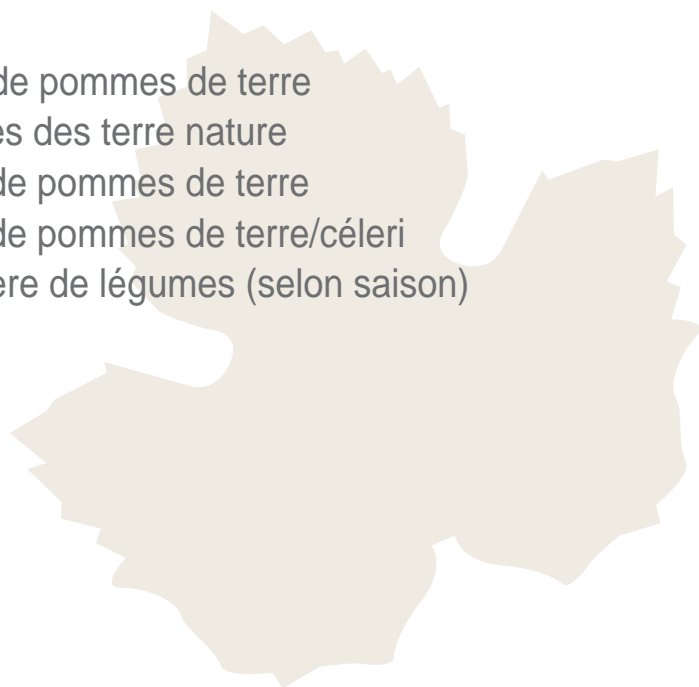 de pommes de terre
es des terre nature
de pommes de terre
de pommes de terre/céleri
ère de légumes (selon saison)